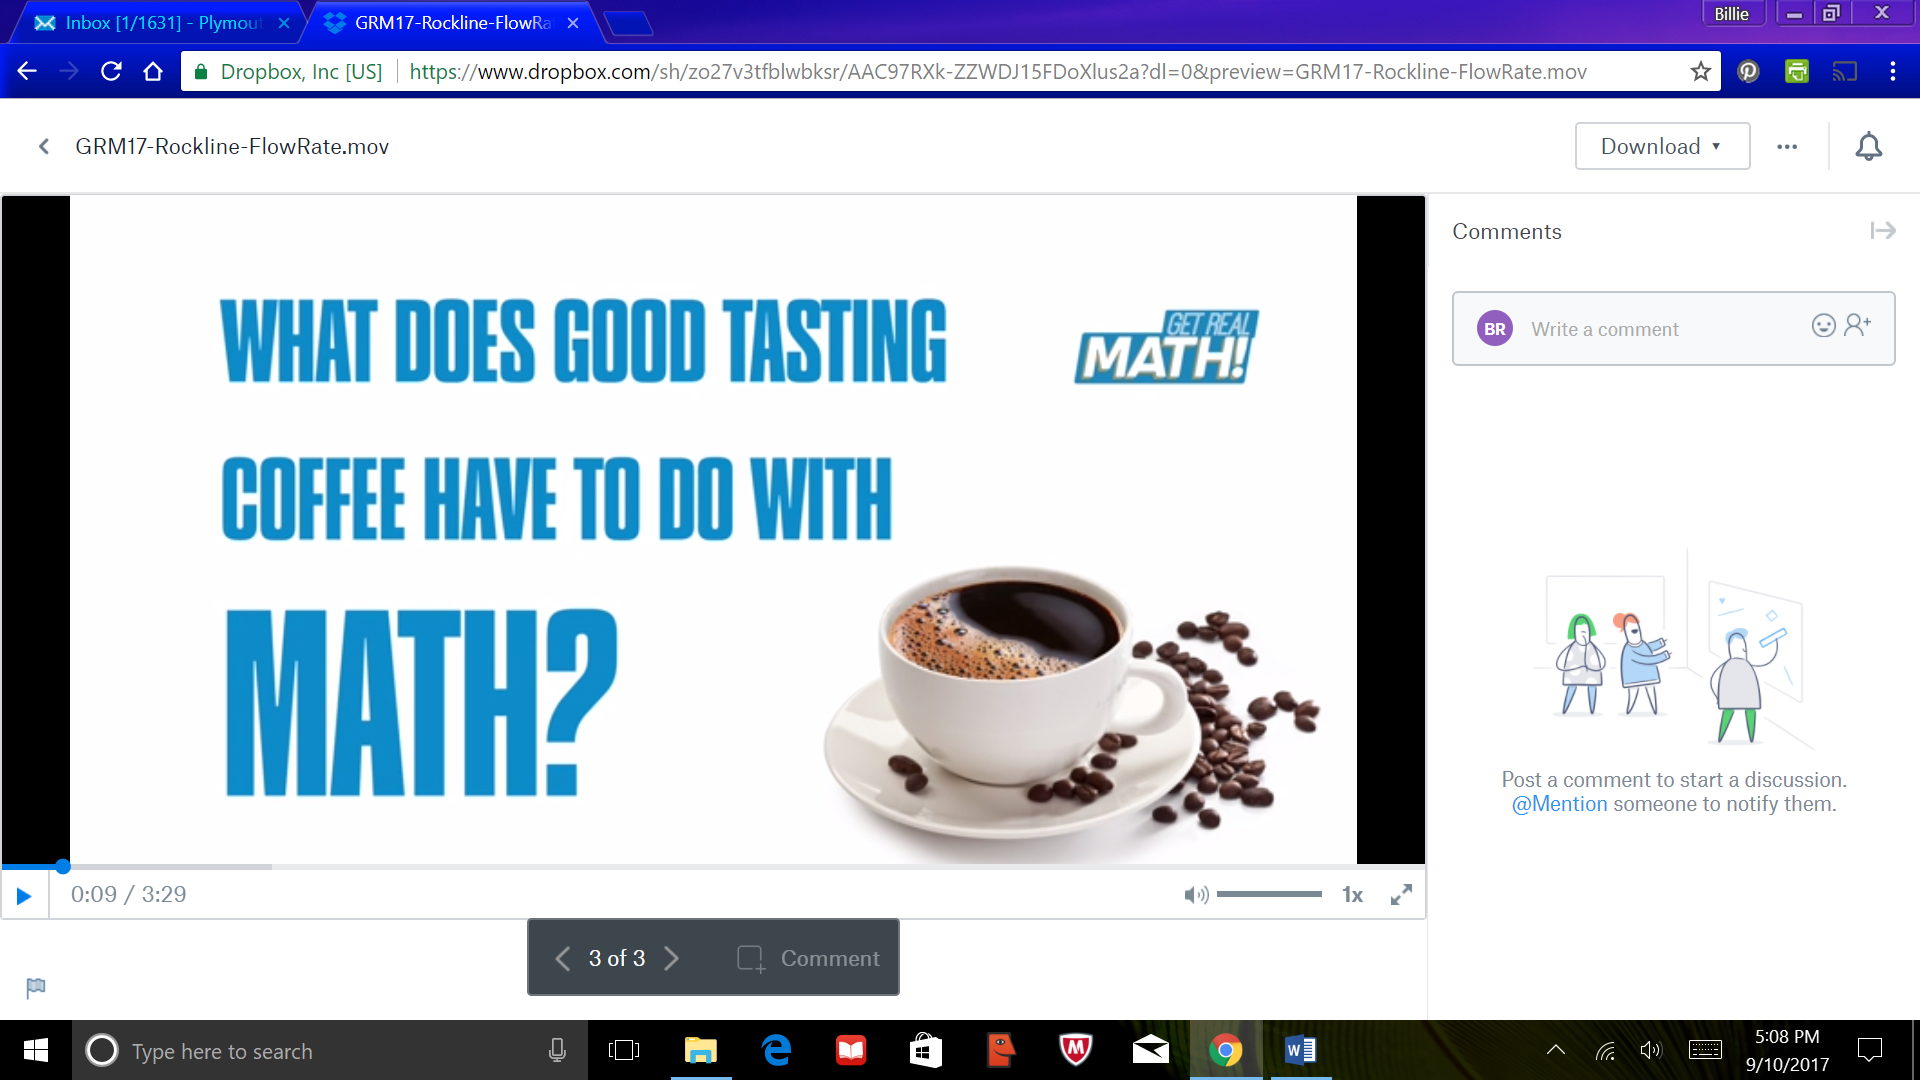 Inbox [1/1631] - Plymout
GRM17-Rockline-FlowRa
Billie
Dropbox, Inc [US]
https://www.dropbox.com/sh/zo27v3tfblwbksr/AAC97RXk-ZZWDJ15FDoXlus2a?dl=0&preview=GRM17-Rockline-FlowRate.mov
GRM17-Rockline-FlowRate.mov
Download
WHAT DOES GOOD TASTING
GET REAL
MATH!
COFFEE HAVE TO DO WITH
MATH?
Comments
BR Write a comment
Post a comment to start a discussion.
@Mention someone to notify them.
0:09 / 3:29
1x
3 of 3
Comment
Type here to search
5:08 PM
9/10/2017